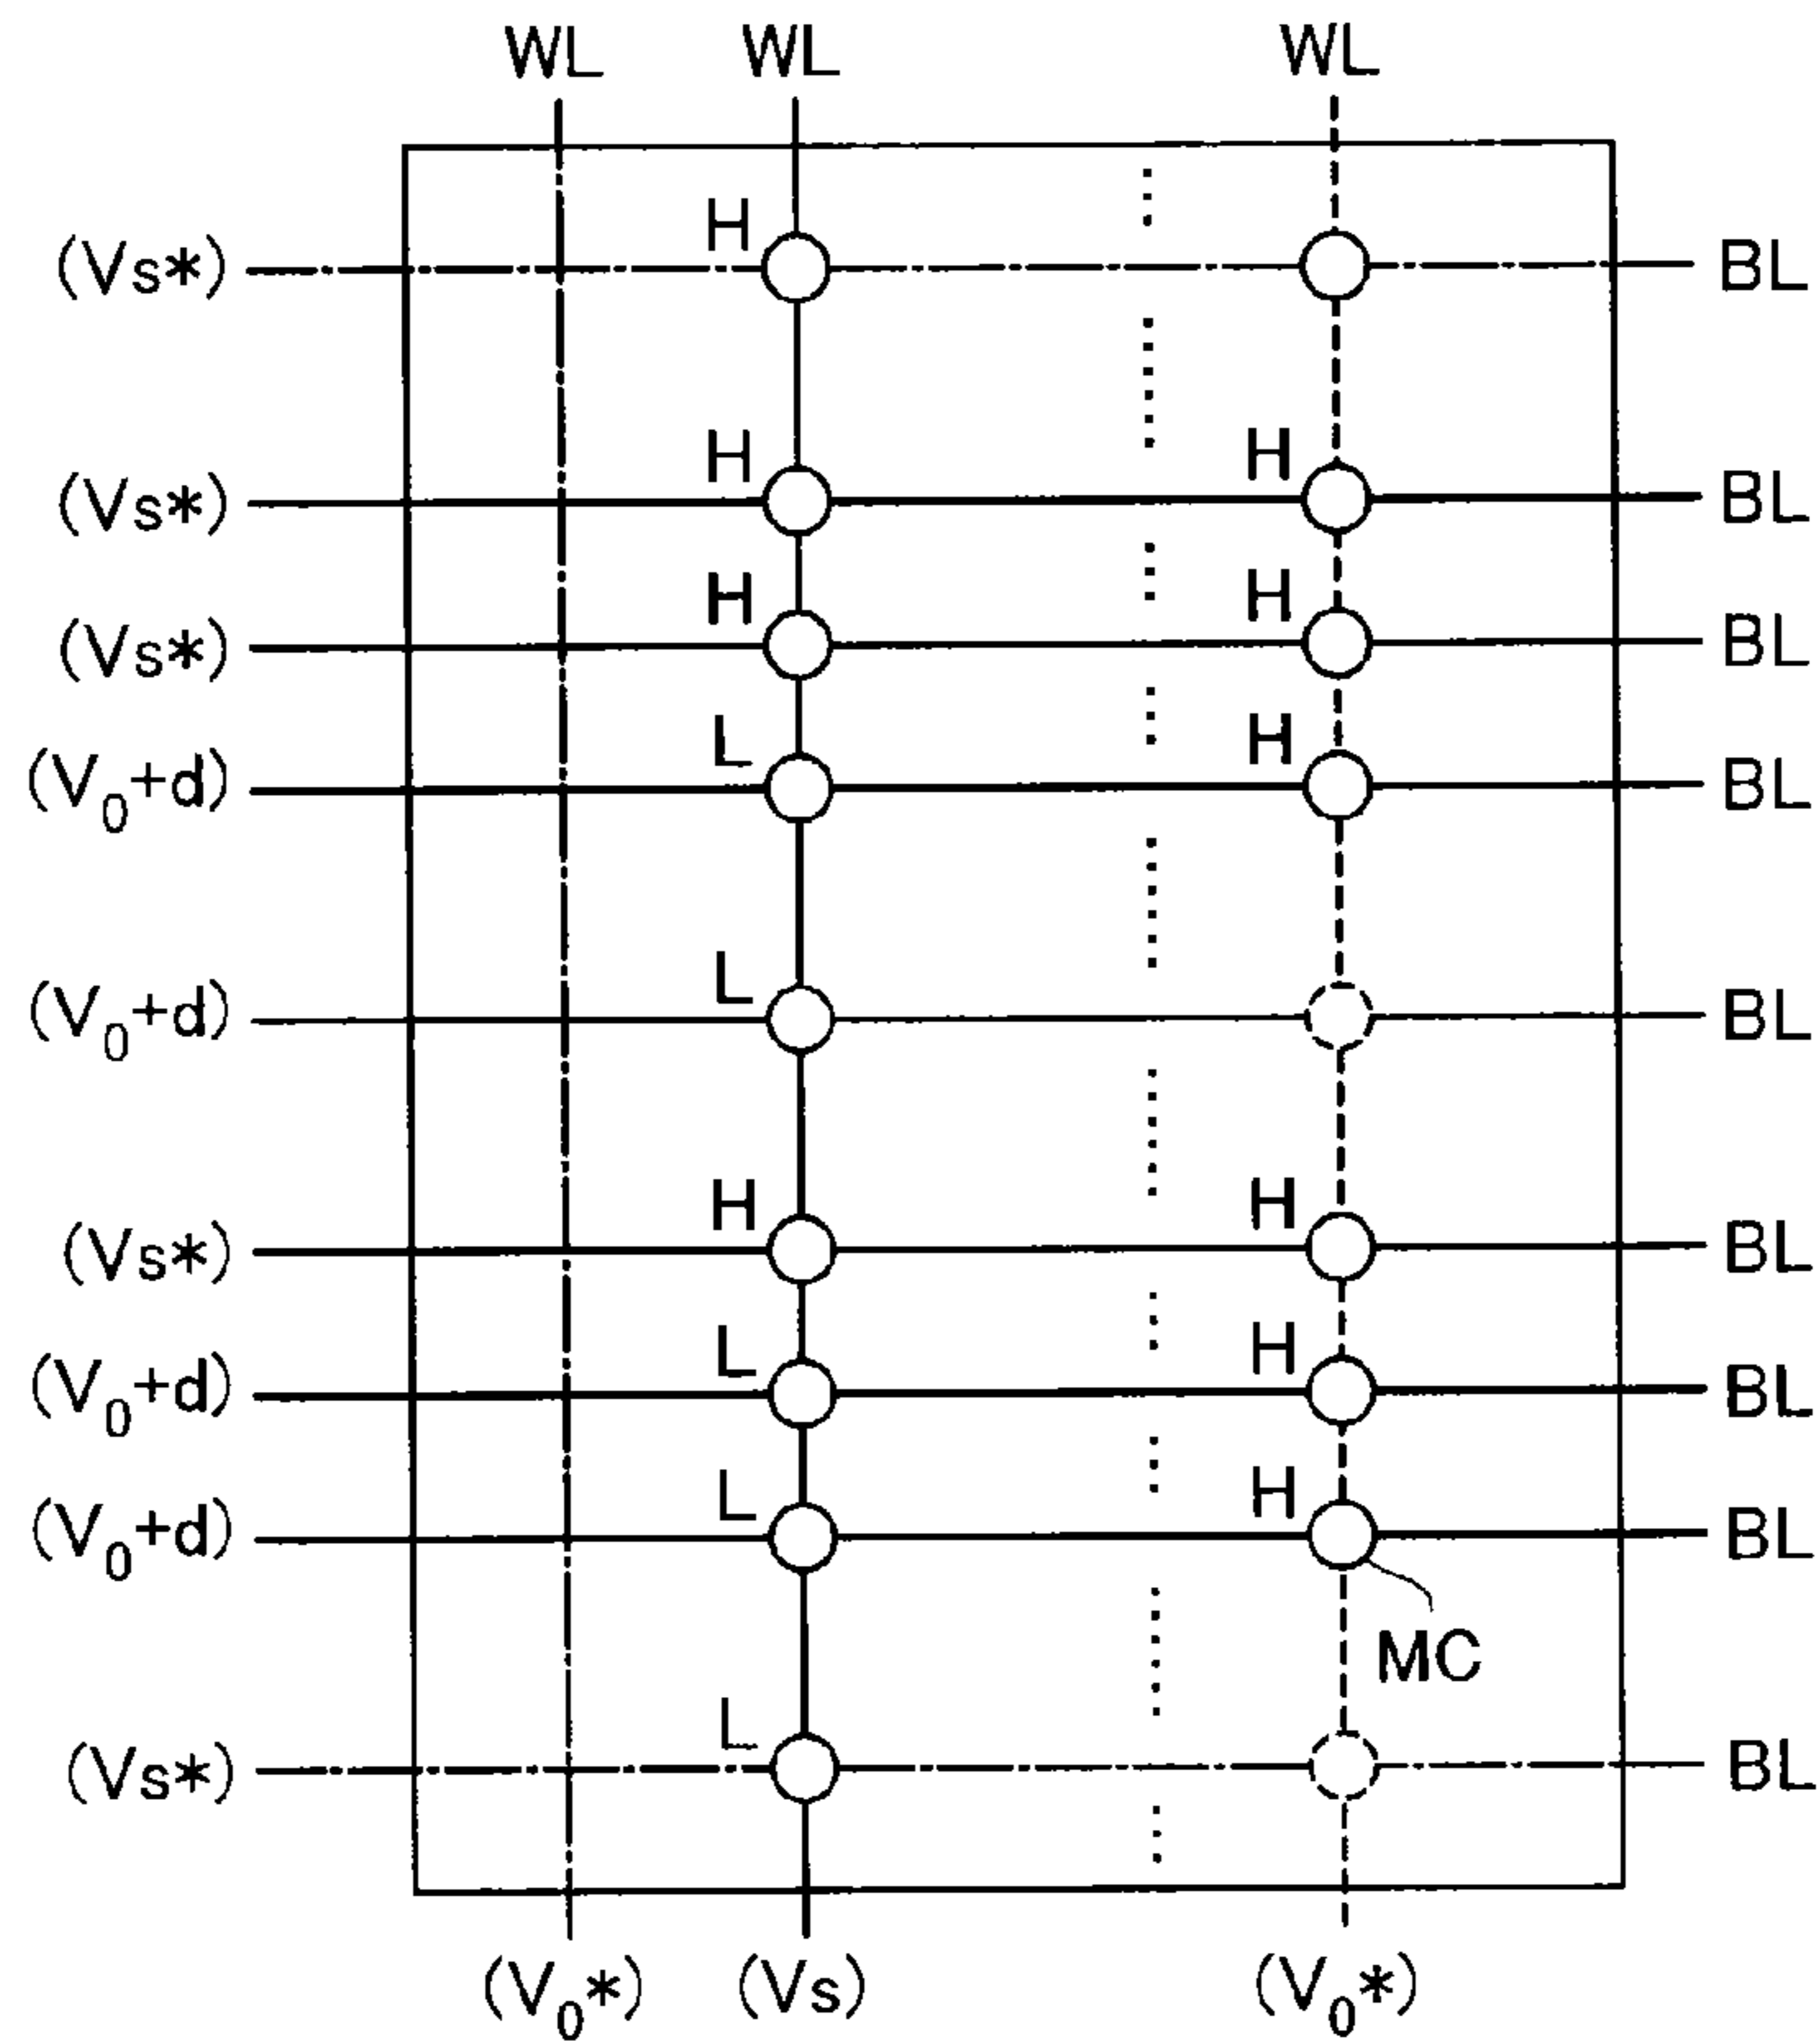 WL WL WL
H
(Vs*) BL
H H
(Vs*) BL
H H
(Vs*) BL
L H
(V₀+d) BL
L
(V₀+d) BL
H H
(Vs*) BL
L H
(V₀+d) BL
L H
(V₀+d) BL
MC
L
(Vs*) BL
(V₀*) (Vs) (V₀*)